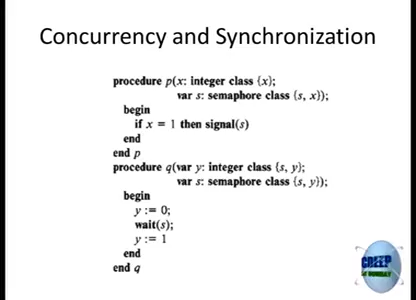 Concurrency and Synchronization
procedure p(x: integer class {x};
var s: semaphore class {s, x});
begin
if x = 1 then signal(s)
end
end p
procedure q(var y: integer class {s, y};
var s: semaphore class {s, y});
begin
y := 0;
wait(s);
y := 1
end
end q